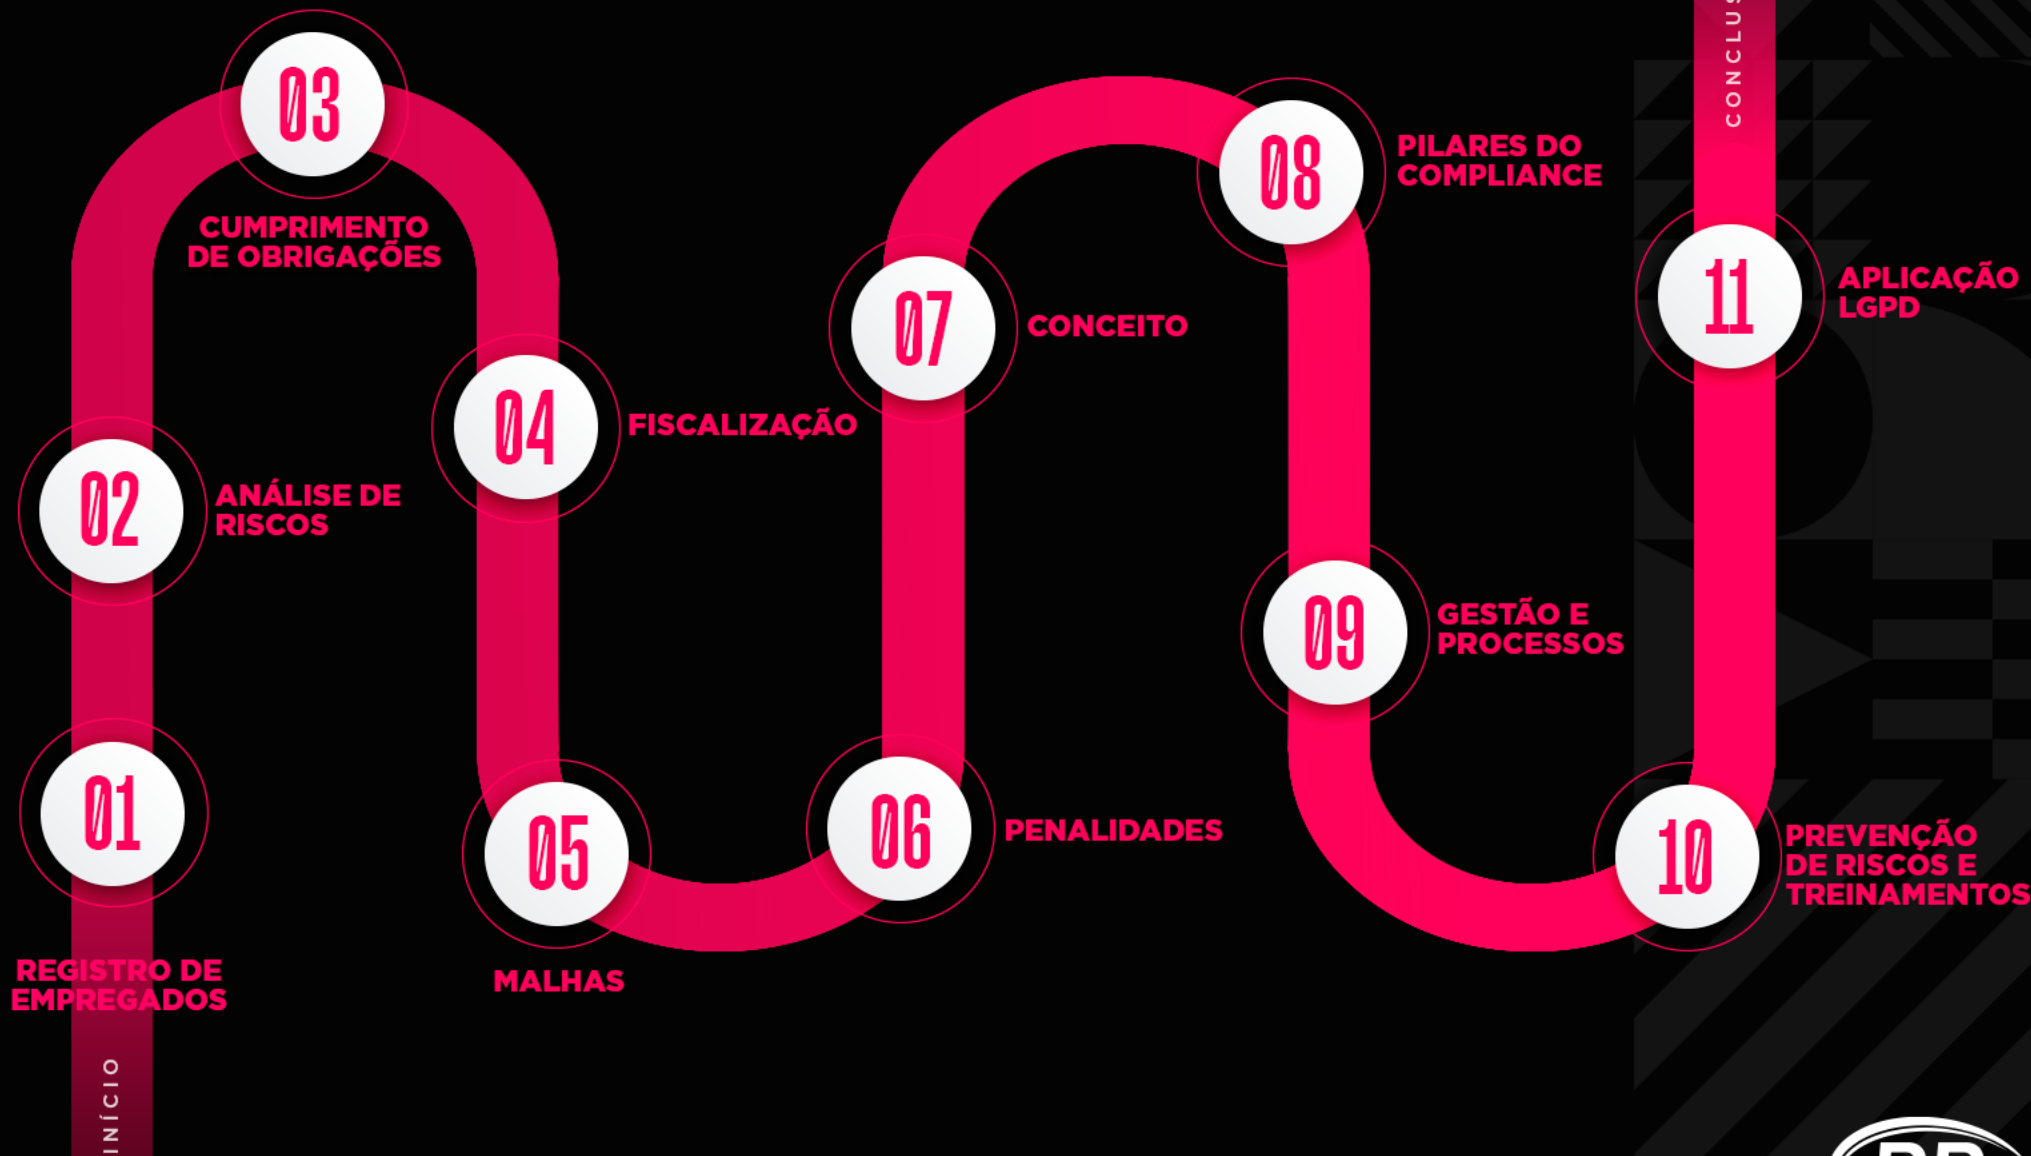 INÍCIO
01
REGISTRO DE
EMPREGADOS
02
ANÁLISE DE
RISCOS
03
CUMPRIMENTO
DE OBRIGAÇÕES
04
FISCALIZAÇÃO
05
MALHAS
06
PENALIDADES
07
CONCEITO
08
PILARES DO
COMPLIANCE
09
GESTÃO E
PROCESSOS
10
PREVENÇÃO
DE RISCOS E
TREINAMENTOS
11
APLICAÇÃO
LGPD